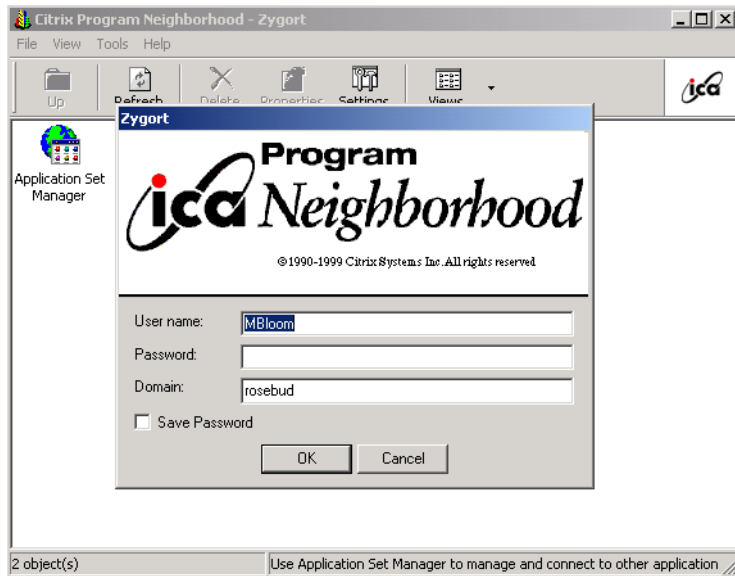 Citrix Program Neighborhood - Zygort
File View Tools Help
Up Refresh Delete Properties Settings Views
ica
Application Set
Manager
Zygort
ica Program
Neighborhood
©1990-1999 Citrix Systems Inc. All rights reserved
User name: MBloom
Password:
Domain: rosebud
Save Password
OK Cancel
2 object(s) Use Application Set Manager to manage and connect to other application